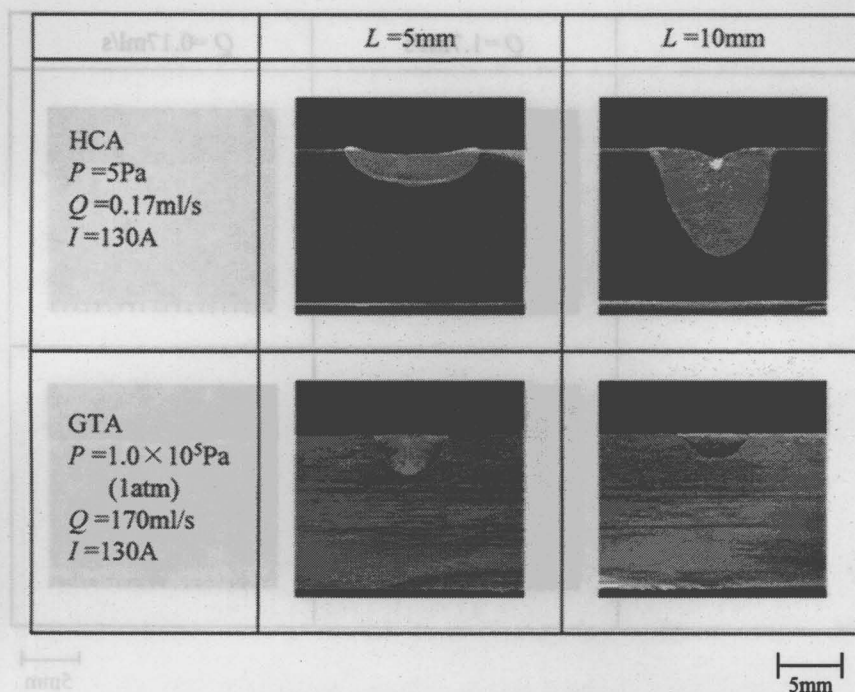 L =5mm
L =10mm
HCA
P =5Pa
Q =0.17ml/s
I =130A
GTA
P =1.0×10⁵Pa
(1atm)
Q =170ml/s
I =130A
5mm